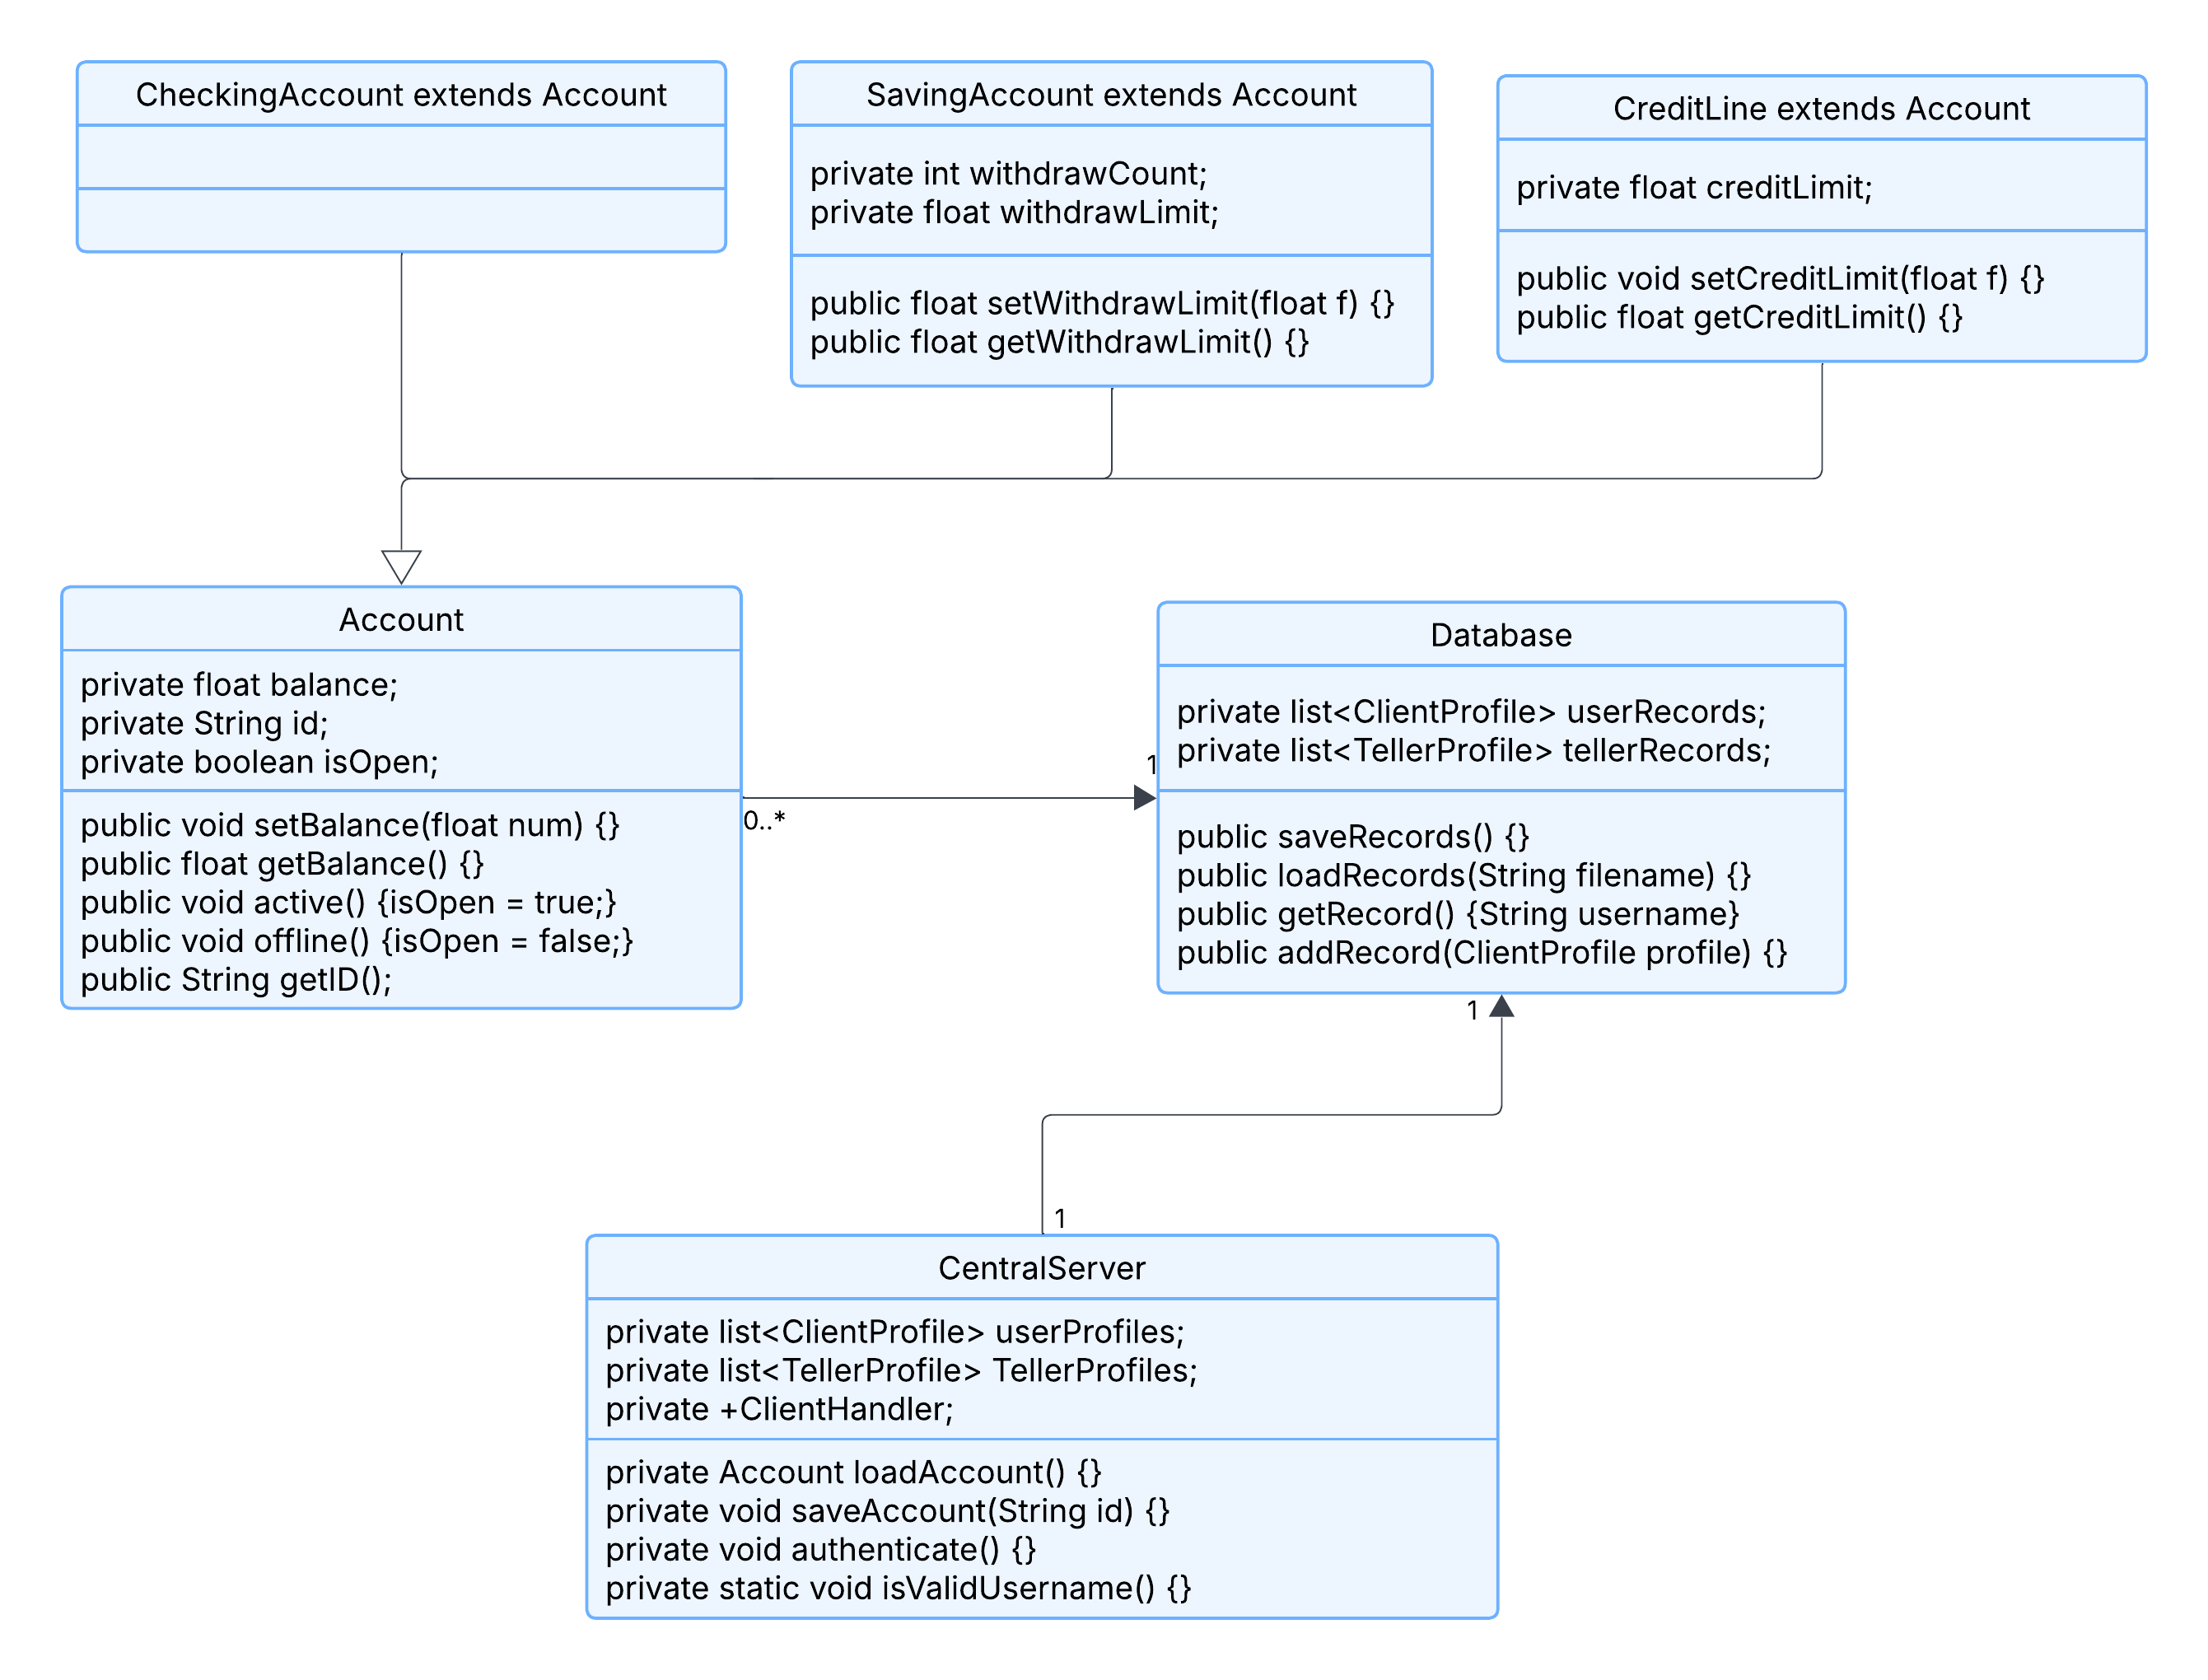 CheckingAccount extends Account
SavingAccount extends Account
private int withdrawCount;
private float withdrawLimit;
public float setWithdrawLimit(float f) {}
public float getWithdrawLimit() {}
CreditLine extends Account
private float creditLimit;
public void setCreditLimit(float f) {}
public float getCreditLimit() {}
Account
private float balance;
private String id;
private boolean isOpen;
public void setBalance(float num) {}
public float getBalance() {}
public void active() {isOpen = true;}
public void offline() {isOpen = false;}
public String getID();
0..*
1
Database
private list<ClientProfile> userRecords;
private list<TellerProfile> tellerRecords;
public saveRecords() {}
public loadRecords(String filename) {}
public getRecord() {String username}
public addRecord(ClientProfile profile) {}
1
1
CentralServer
private list<ClientProfile> userProfiles;
private list<TellerProfile> TellerProfiles;
private +ClientHandler;
private Account loadAccount() {}
private void saveAccount(String id) {}
private void authenticate() {}
private static void isValidUsername() {}